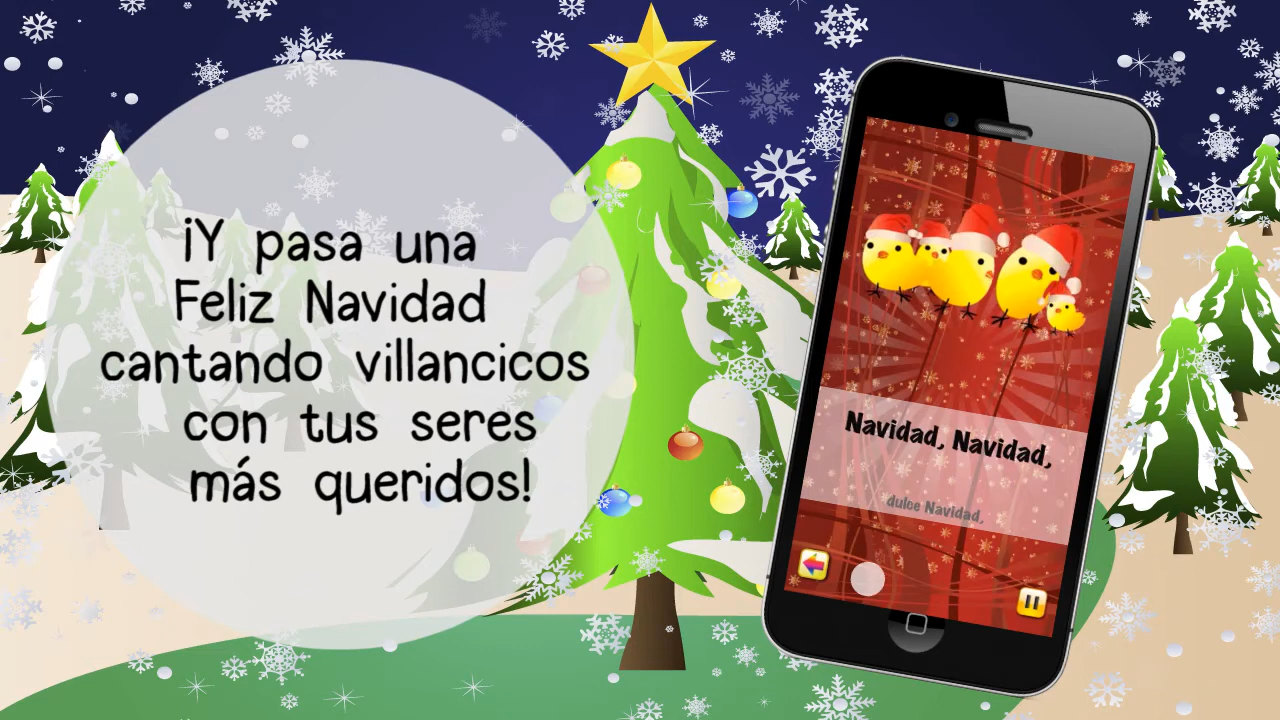 ¡Y pasa una
Feliz Navidad
cantando villancicos
con tus seres
más queridos!
Navidad, Navidad,
dulce Navidad,